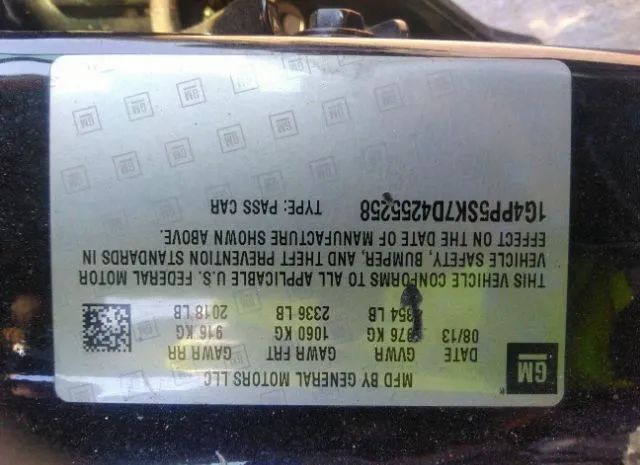 GM
MFD BY GENERAL MOTORS LLC
DATE GVWR GAWR FRT GAWR RR
08/13 KG 1060 KG 916 KG
LB 2336 LB 2018 LB
THIS VEHICLE CONFORMS TO ALL APPLICABLE U.S. FEDERAL MOTOR
VEHICLE SAFETY, BUMPER, AND THEFT PREVENTION STANDARDS IN
EFFECT ON THE DATE OF MANUFACTURE SHOWN ABOVE.
1G4PP5SK7D4255258 TYPE: PASS CAR